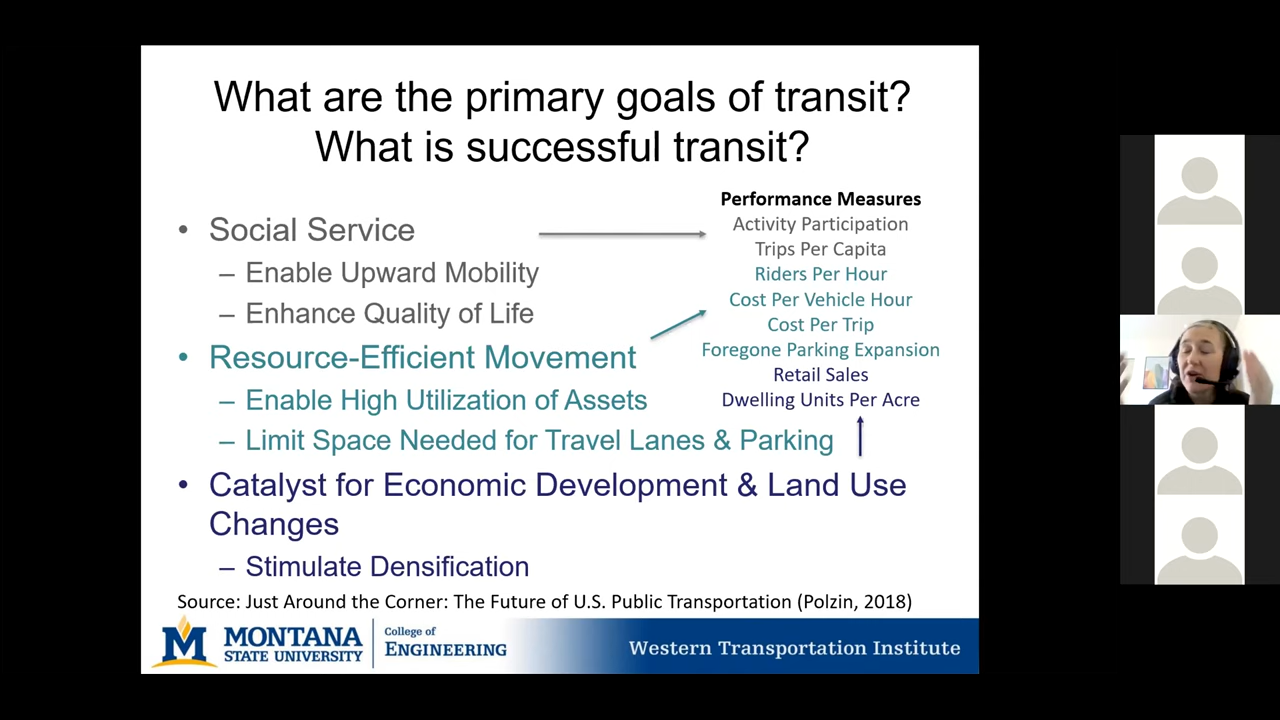 What are the primary goals of transit?
What is successful transit?
• Social Service
– Enable Upward Mobility
– Enhance Quality of Life
• Resource-Efficient Movement
– Enable High Utilization of Assets
– Limit Space Needed for Travel Lanes & Parking
• Catalyst for Economic Development & Land Use
Changes
– Stimulate Densification
Performance Measures
Activity Participation
Trips Per Capita
Riders Per Hour
Cost Per Vehicle Hour
Cost Per Trip
Foregone Parking Expansion
Retail Sales
Dwelling Units Per Acre
Source: Just Around the Corner: The Future of U.S. Public Transportation (Polzin, 2018)
M
MONTANA
STATE UNIVERSITY
College of
ENGINEERING
Western Transportation Institute